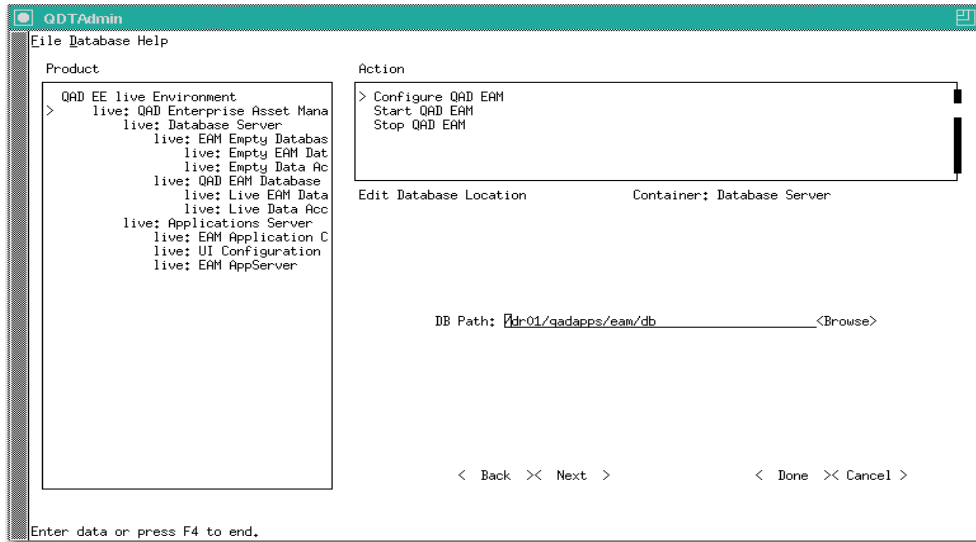 QDTAdmin
File Database Help
Product
QAD EE live Environment
> live: QAD Enterprise Asset Mana
live: Database Server
live: EAM Empty Databas
live: Empty EAM Dat
live: Empty Data Ac
live: QAD EAM Database
live: Live EAM Data
live: Live Data Acc
live: Applications Server
live: EAM Application C
live: UI Configuration
live: EAM AppServer
Action
> Configure QAD EAM
Start QAD EAM
Stop QAD EAM
Edit Database Location Container: Database Server
DB Path: /dr01/qadapps/eam/db <Browse>
< Back >< Next > < Done >< Cancel >
Enter data or press F4 to end.